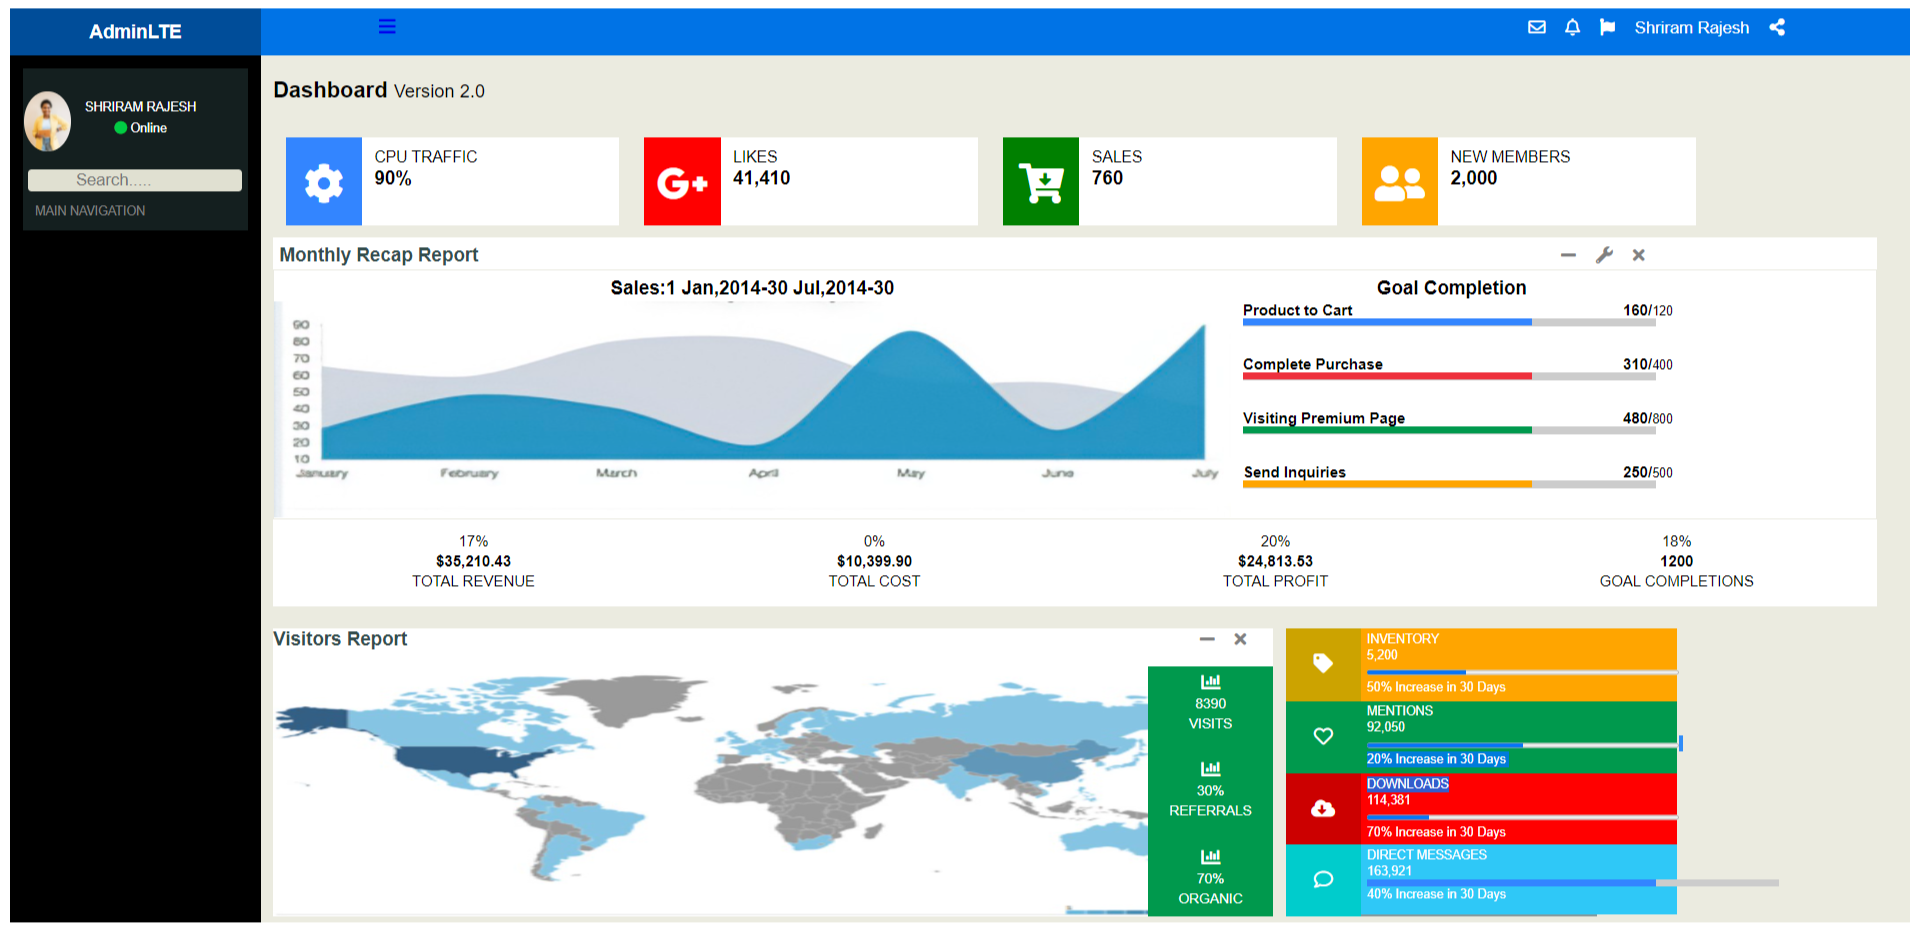 AdminLTE
Shriram Rajesh
SHRIRAM RAJESH
Online
Search.....
MAIN NAVIGATION
Dashboard Version 2.0
CPU TRAFFIC
90%
LIKES
41,410
SALES
760
NEW MEMBERS
2,000
Monthly Recap Report
Sales:1 Jan,2014-30 Jul,2014-30
90
80
70
60
50
40
30
20
10
January February March April May June July
Goal Completion
Product to Cart 160/120
Complete Purchase 310/400
Visiting Premium Page 480/800
Send Inquiries 250/500
17%
$35,210.43
TOTAL REVENUE
0%
$10,399.90
TOTAL COST
20%
$24,813.53
TOTAL PROFIT
18%
1200
GOAL COMPLETIONS
Visitors Report
8390
VISITS
30%
REFERRALS
70%
ORGANIC
INVENTORY
5,200
50% Increase in 30 Days
MENTIONS
92,050
20% Increase in 30 Days
DOWNLOADS
114,381
70% Increase in 30 Days
DIRECT MESSAGES
163,921
40% Increase in 30 Days